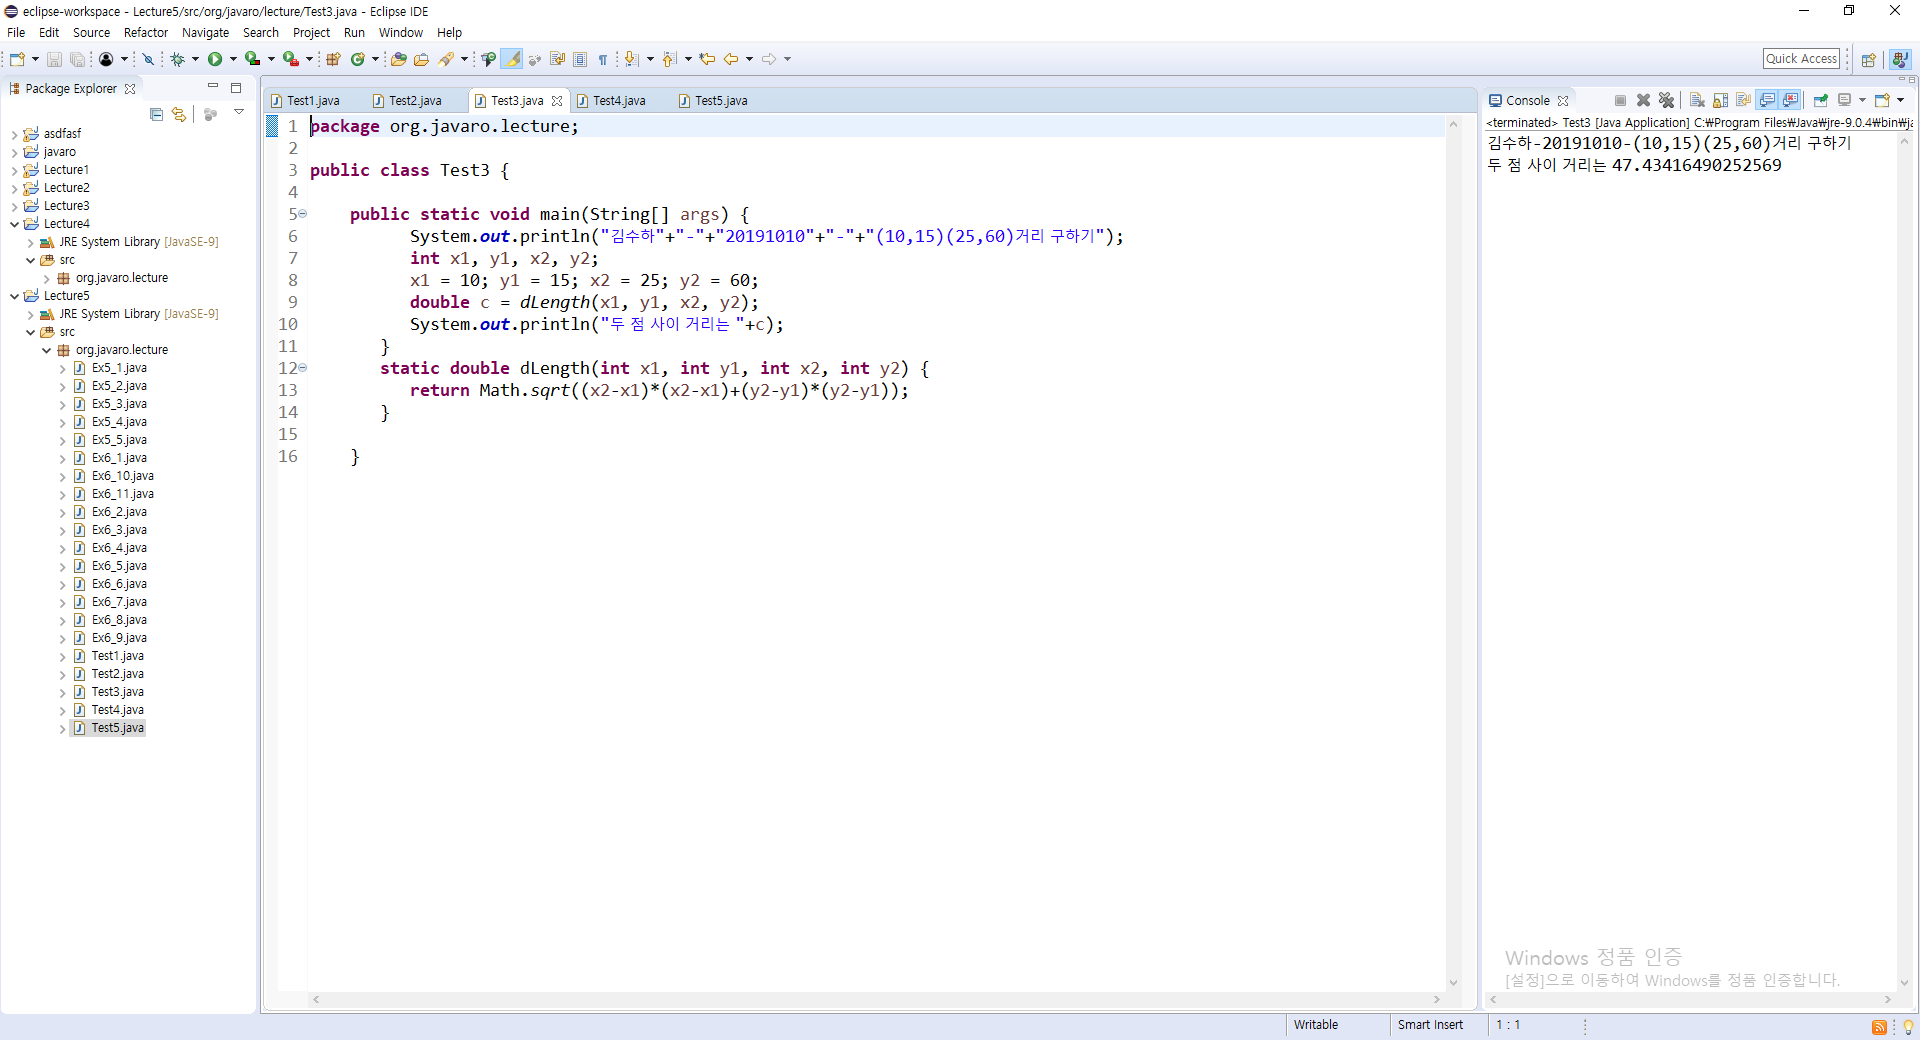 eclipse-workspace - Lecture5/src/org/javaro/lecture/Test3.java - Eclipse IDE
File Edit Source Refactor Navigate Search Project Run Window Help
Quick Access
Package Explorer
asdfasf
javaro
Lecture1
Lecture2
Lecture3
Lecture4
JRE System Library [JavaSE-9]
src
org.javaro.lecture
Lecture5
JRE System Library [JavaSE-9]
src
org.javaro.lecture
Ex5_1.java
Ex5_2.java
Ex5_3.java
Ex5_4.java
Ex5_5.java
Ex6_1.java
Ex6_10.java
Ex6_11.java
Ex6_2.java
Ex6_3.java
Ex6_4.java
Ex6_5.java
Ex6_6.java
Ex6_7.java
Ex6_8.java
Ex6_9.java
Test1.java
Test2.java
Test3.java
Test4.java
Test5.java
Test1.java Test2.java Test3.java Test4.java Test5.java
1 package org.javaro.lecture;
2
3 public class Test3 {
4
5 public static void main(String[] args) {
6 System.out.println("김수하"+"-"+"20191010"+"-"+"(10,15)(25,60)거리 구하기");
7 int x1, y1, x2, y2;
8 x1 = 10; y1 = 15; x2 = 25; y2 = 60;
9 double c = dLength(x1, y1, x2, y2);
10 System.out.println("두 점 사이 거리는 "+c);
11 }
12 static double dLength(int x1, int y1, int x2, int y2) {
13 return Math.sqrt((x2-x1)*(x2-x1)+(y2-y1)*(y2-y1));
14 }
15
16 }
Console
<terminated> Test3 [Java Application] C:₩Program Files₩Java₩jre-9.0.4₩bin₩ja
김수하-20191010-(10,15)(25,60)거리 구하기
두 점 사이 거리는 47.43416490252569
Windows 정품 인증
[설정]으로 이동하여 Windows를 정품 인증합니다.
Writable Smart Insert 1 : 1